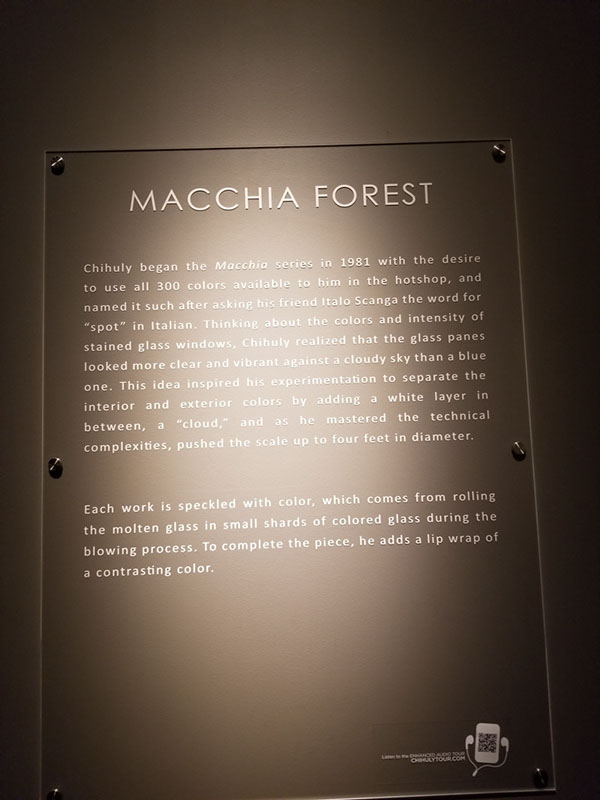 MACCHIA FOREST
Chihuly began the Macchia series in 1981 with the desire
to use all 300 colors available to him in the hotshop, and
named it such after asking his friend Italo Scanga the word for
“spot” in Italian. Thinking about the colors and intensity of
stained glass windows, Chihuly realized that the glass panes
looked more clear and vibrant against a cloudy sky than a blue
one. This idea inspired his experimentation to separate the
interior and exterior colors by adding a white layer in
between, a “cloud,” and as he mastered the technical
complexities, pushed the scale up to four feet in diameter.
Each work is speckled with color, which comes from rolling
the molten glass in small shards of colored glass during the
blowing process. To complete the piece, he adds a lip wrap of
a contrasting color.
Listen to the ENHANCED AUDIO TOUR
CHIHULYTOUR.COM